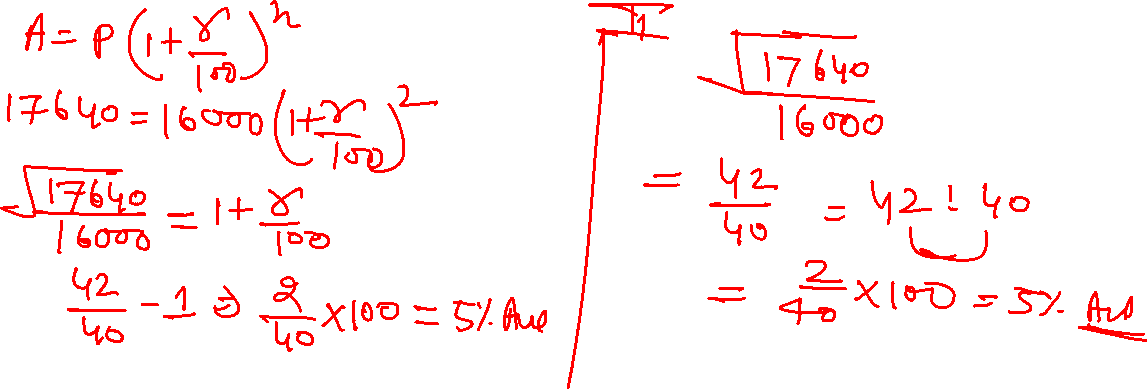 A = P (1 + r/100)^n
17640 = 16000 (1 + r/100)^2
√17640/16000 = 1 + r/100
42/40 - 1 ⇒ 2/40 × 100 = 5% Ans
II
√17640/16000
= 42/40 = 42 : 40
= 2/40 × 100 = 5% Ans